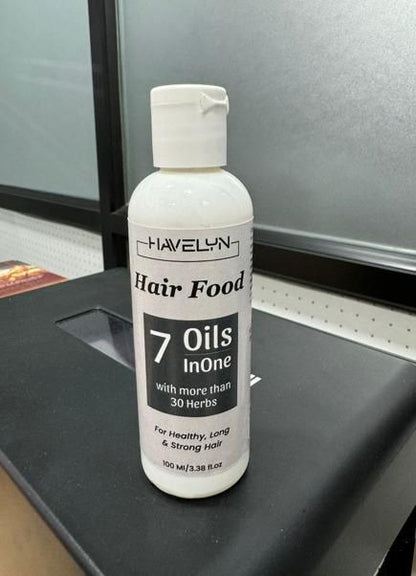 HAVELYN
Hair Food
7 Oils
InOne
with more than
30 Herbs
For Healthy, Long
& Strong Hair
100 Ml/3.38 fl.oz